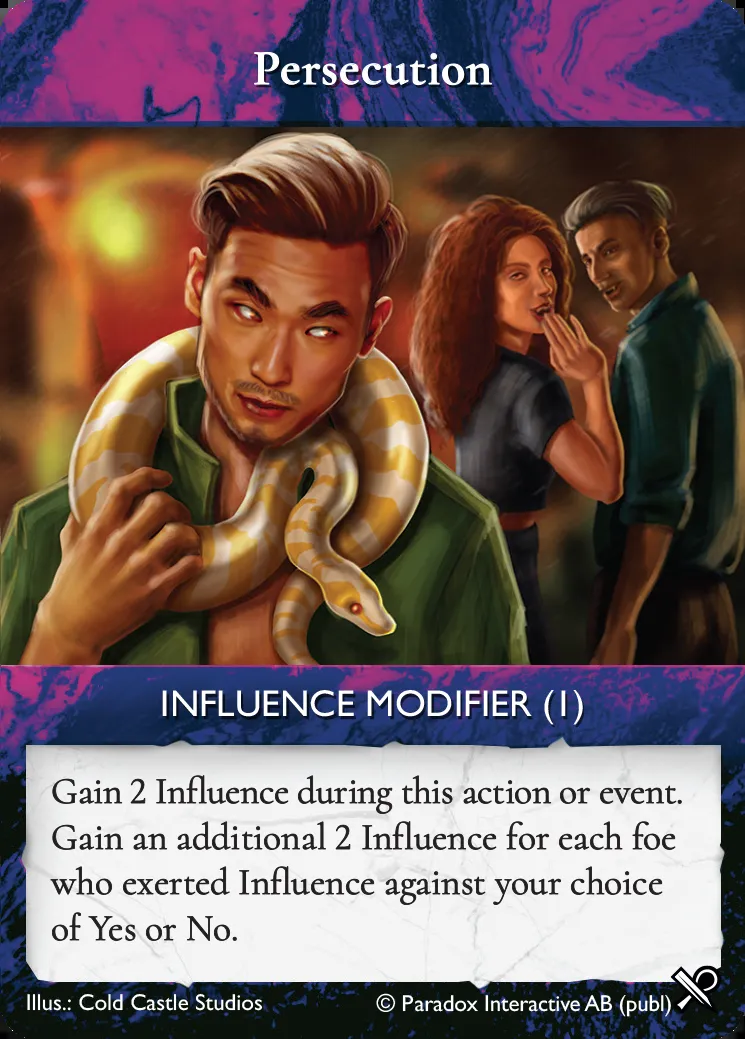 Persecution
INFLUENCE MODIFIER (1)
Gain 2 Influence during this action or event.
Gain an additional 2 Influence for each foe
who exerted Influence against your choice
of Yes or No.
Illus.: Cold Castle Studios
© Paradox Interactive AB (publ)